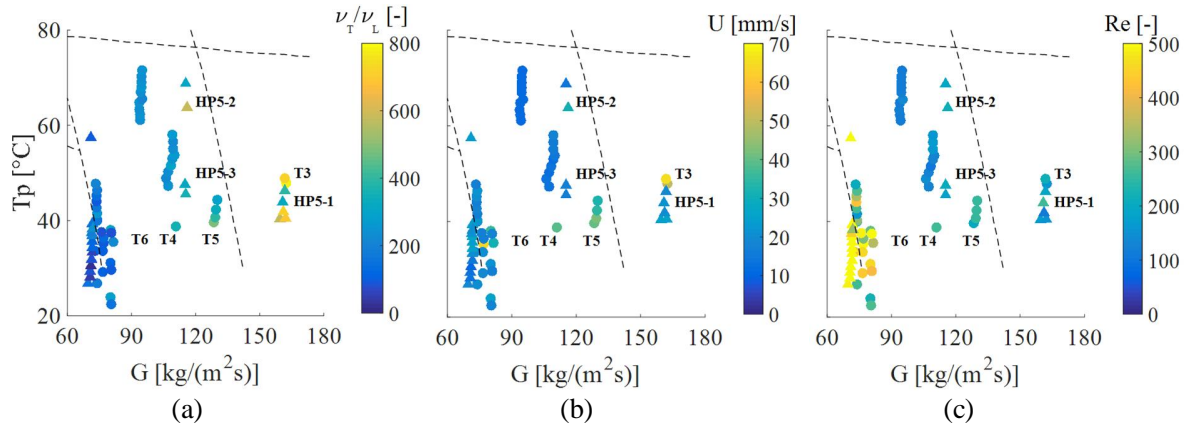 ν_T/ν_L [-]
80
60
40
20
Tp [°C]
HP5-2
HP5-3
T3
HP5-1
T6 T4 T5
60 90 120 150 180
G [kg/(m²s)]
800
600
400
200
0
(a)
U [mm/s]
HP5-2
HP5-3
T3
HP5-1
T6 T4 T5
60 90 120 150 180
G [kg/(m²s)]
70
60
50
40
30
20
10
0
(b)
Re [-]
HP5-2
HP5-3
T3
HP5-1
T6 T4 T5
60 90 120 150 180
G [kg/(m²s)]
500
400
300
200
100
0
(c)